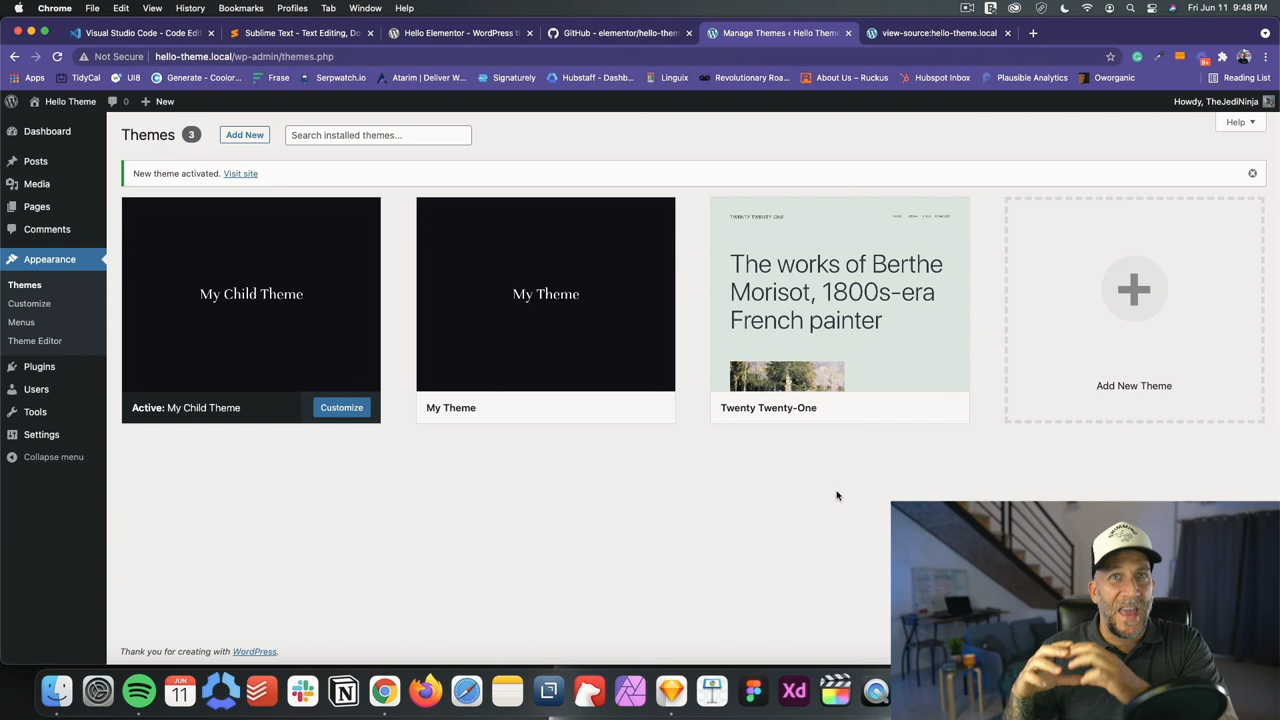 Chrome File Edit View History Bookmarks Profiles Tab Window Help Fri Jun 11 9:48 PM
Visual Studio Code - Code Edit Sublime Text - Text Editing, Do Hello Elementor - WordPress th GitHub - elementor/hello-them Manage Themes ‹ Hello Theme view-source:hello-theme.local
Not Secure hello-theme.local/wp-admin/themes.php
Apps TidyCal UI8 Generate - Coolor... Frase Serpwatch.io Atarim | Deliver W... Signaturely Hubstaff - Dashb... Linguix Revolutionary Roa... About Us – Ruckus Hubspot Inbox Plausible Analytics Oworganic Reading List
Hello Theme 0 New Howdy, TheJediNinja
Dashboard
Posts
Media
Pages
Comments
Appearance
Themes
Customize
Menus
Theme Editor
Plugins
Users
Tools
Settings
Collapse menu
Help
Themes 3 Add New Search installed themes...
New theme activated. Visit site
My Child Theme
Active: My Child Theme Customize
My Theme
My Theme
TWENTY TWENTY-ONE
The works of Berthe
Morisot, 1800s-era
French painter
Twenty Twenty-One
Add New Theme
Thank you for creating with WordPress.
SWIMMING
JUN
11
Xd